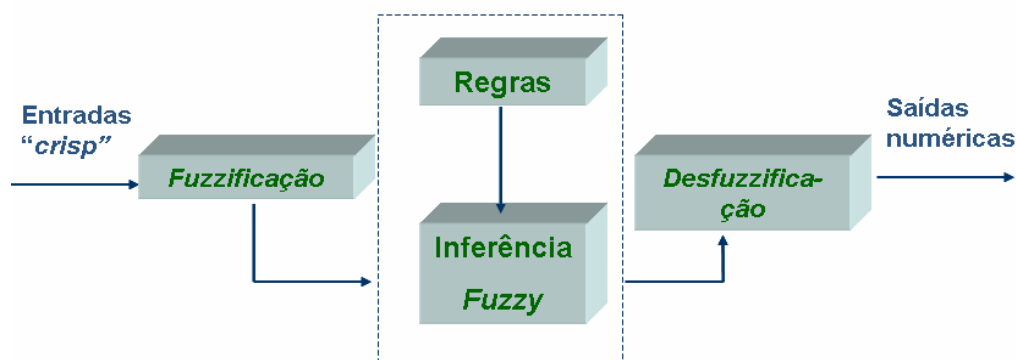 Entradas
“crisp”
Fuzzificação
Regras
Inferência
Fuzzy
Desfuzzifica-
ção
Saídas
numéricas